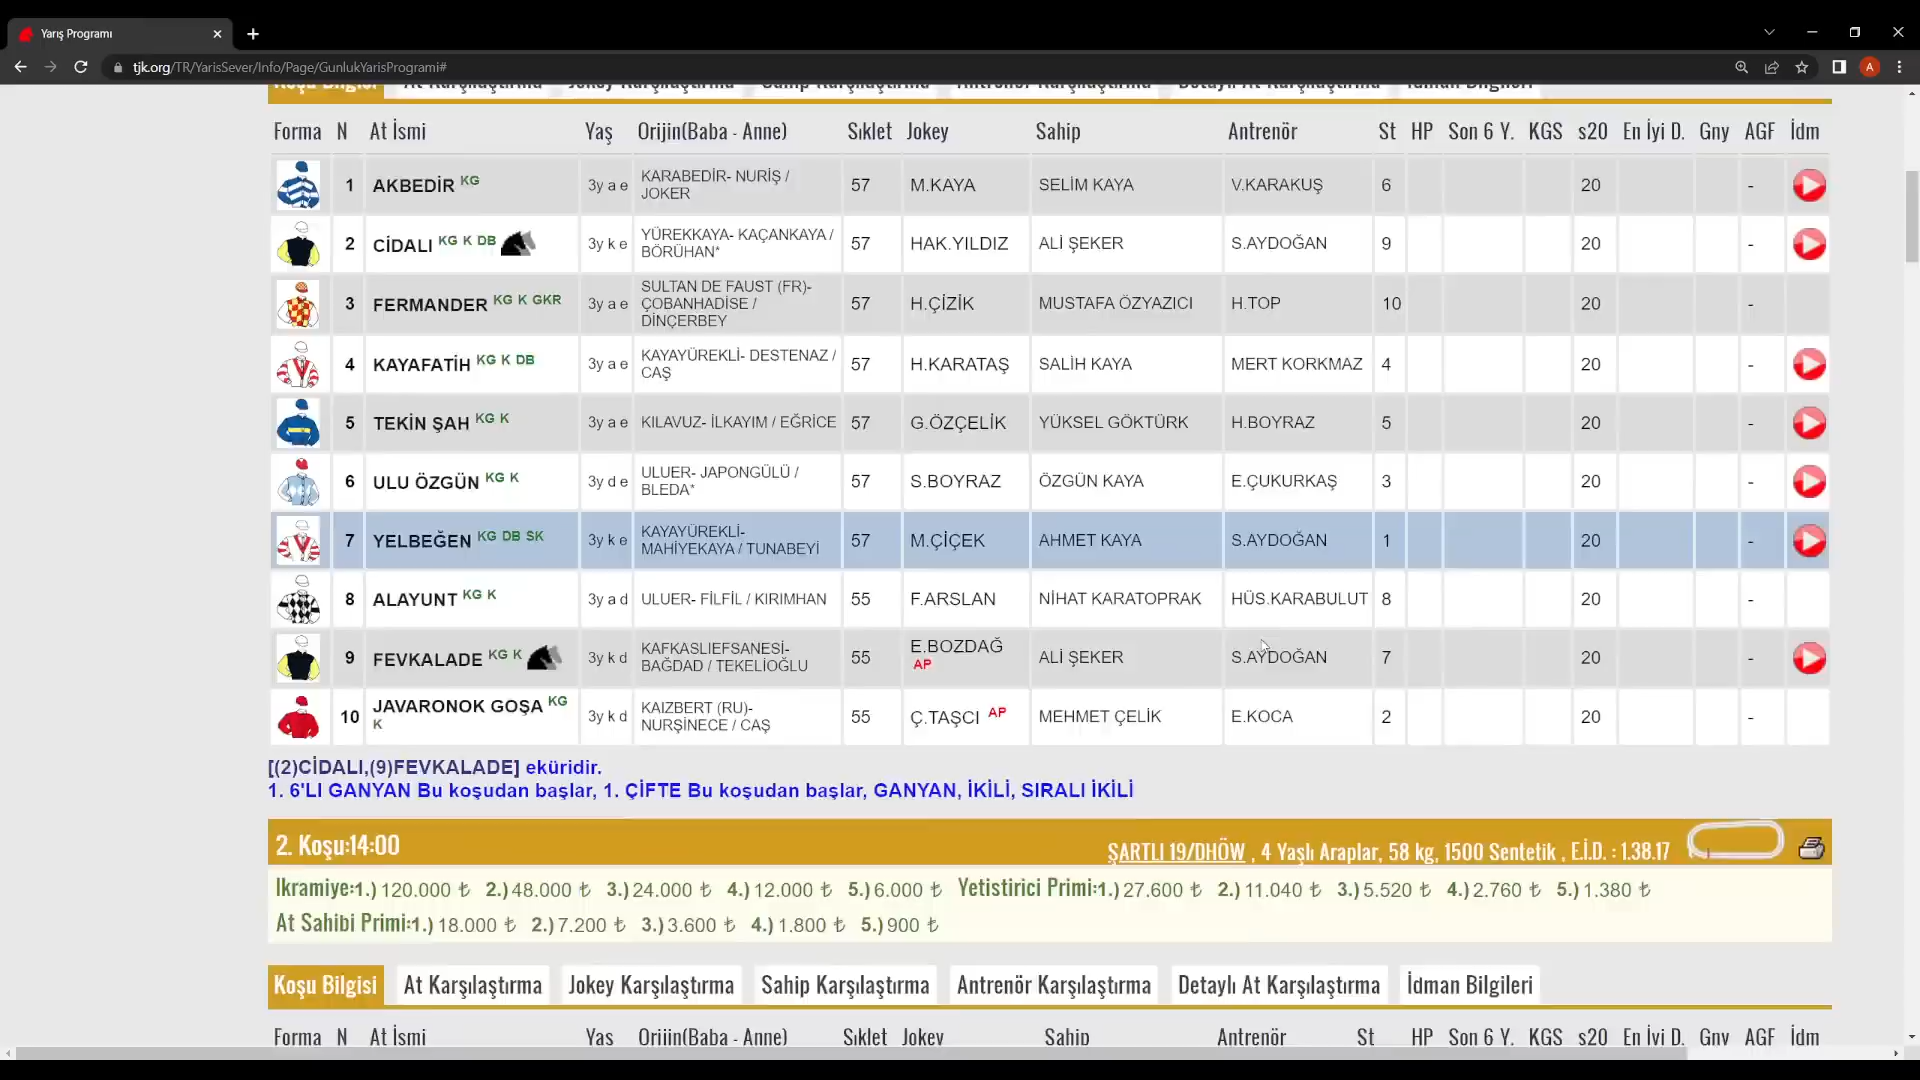 Yarış Programı
tjk.org/TR/YarisSever/Info/Page/GunlukYarisProgrami#
A
Koşu Bilgisi At Karşılaştırma Jokey Karşılaştırma Sahip Karşılaştırma Antrenör Karşılaştırma Detaylı At Karşılaştırma İdman Bilgileri
Forma N At İsmi Yaş Orijin(Baba - Anne) Sıklet Jokey Sahip Antrenör St HP Son 6 Y. KGS s20 En İyi D. Gny AGF İdm
1 AKBEDİR KG 3y a e KARABEDİR- NURİŞ / JOKER 57 M.KAYA SELİM KAYA V.KARAKUŞ 6 20 -
2 CİDALI KG K DB 3y k e YÜREKKAYA- KAÇANKAYA / BÖRÜHAN* 57 HAK.YILDIZ ALİ ŞEKER S.AYDOĞAN 9 20 -
3 FERMANDER KG K GKR 3y a e SULTAN DE FAUST (FR)- ÇOBANHADİSE / DİNÇERBEY 57 H.ÇİZİK MUSTAFA ÖZYAZICI H.TOP 10 20 -
4 KAYAFATİH KG K DB 3y a e KAYAYÜREKLİ- DESTENAZ / CAŞ 57 H.KARATAŞ SALİH KAYA MERT KORKMAZ 4 20 -
5 TEKİN ŞAH KG K 3y a e KILAVUZ- İLKAYIM / EĞRİCE 57 G.ÖZÇELİK YÜKSEL GÖKTÜRK H.BOYRAZ 5 20 -
6 ULU ÖZGÜN KG K 3y d e ULUER- JAPONGÜLÜ / BLEDA* 57 S.BOYRAZ ÖZGÜN KAYA E.ÇUKURKAŞ 3 20 -
7 YELBEĞEN KG DB SK 3y k e KAYAYÜREKLİ- MAHİYEKAYA / TUNABEYİ 57 M.ÇİÇEK AHMET KAYA S.AYDOĞAN 1 20 -
8 ALAYUNT KG K 3y a d ULUER- FİLFİL / KIRIMHAN 55 F.ARSLAN NİHAT KARATOPRAK HÜS.KARABULUT 8 20 -
9 FEVKALADE KG K 3y k d KAFKASLIEFSANESİ- BAĞDAD / TEKELİOĞLU 55 E.BOZDAĞ AP ALİ ŞEKER S.AYDOĞAN 7 20 -
10 JAVARONOK GOŞA KG K 3y k d KAIZBERT (RU)- NURŞİNECE / CAŞ 55 Ç.TAŞCI AP MEHMET ÇELİK E.KOCA 2 20 -
[(2)CİDALI,(9)FEVKALADE] eküridir.
1. 6'LI GANYAN Bu koşudan başlar, 1. ÇİFTE Bu koşudan başlar, GANYAN, İKİLİ, SIRALI İKİLİ
2. Koşu:14:00 ŞARTLI 19/DHÖW , 4 Yaşlı Araplar, 58 kg, 1500 Sentetik , E.İ.D. : 1.38.17
Ikramiye:1.) 120.000 ₺ 2.) 48.000 ₺ 3.) 24.000 ₺ 4.) 12.000 ₺ 5.) 6.000 ₺ Yetistirici Primi:1.) 27.600 ₺ 2.) 11.040 ₺ 3.) 5.520 ₺ 4.) 2.760 ₺ 5.) 1.380 ₺
At Sahibi Primi:1.) 18.000 ₺ 2.) 7.200 ₺ 3.) 3.600 ₺ 4.) 1.800 ₺ 5.) 900 ₺
Koşu Bilgisi At Karşılaştırma Jokey Karşılaştırma Sahip Karşılaştırma Antrenör Karşılaştırma Detaylı At Karşılaştırma İdman Bilgileri
Forma N At İsmi Yaş Orijin(Baba - Anne) Sıklet Jokey Sahip Antrenör St HP Son 6 Y. KGS s20 En İyi D. Gny AGF İdm